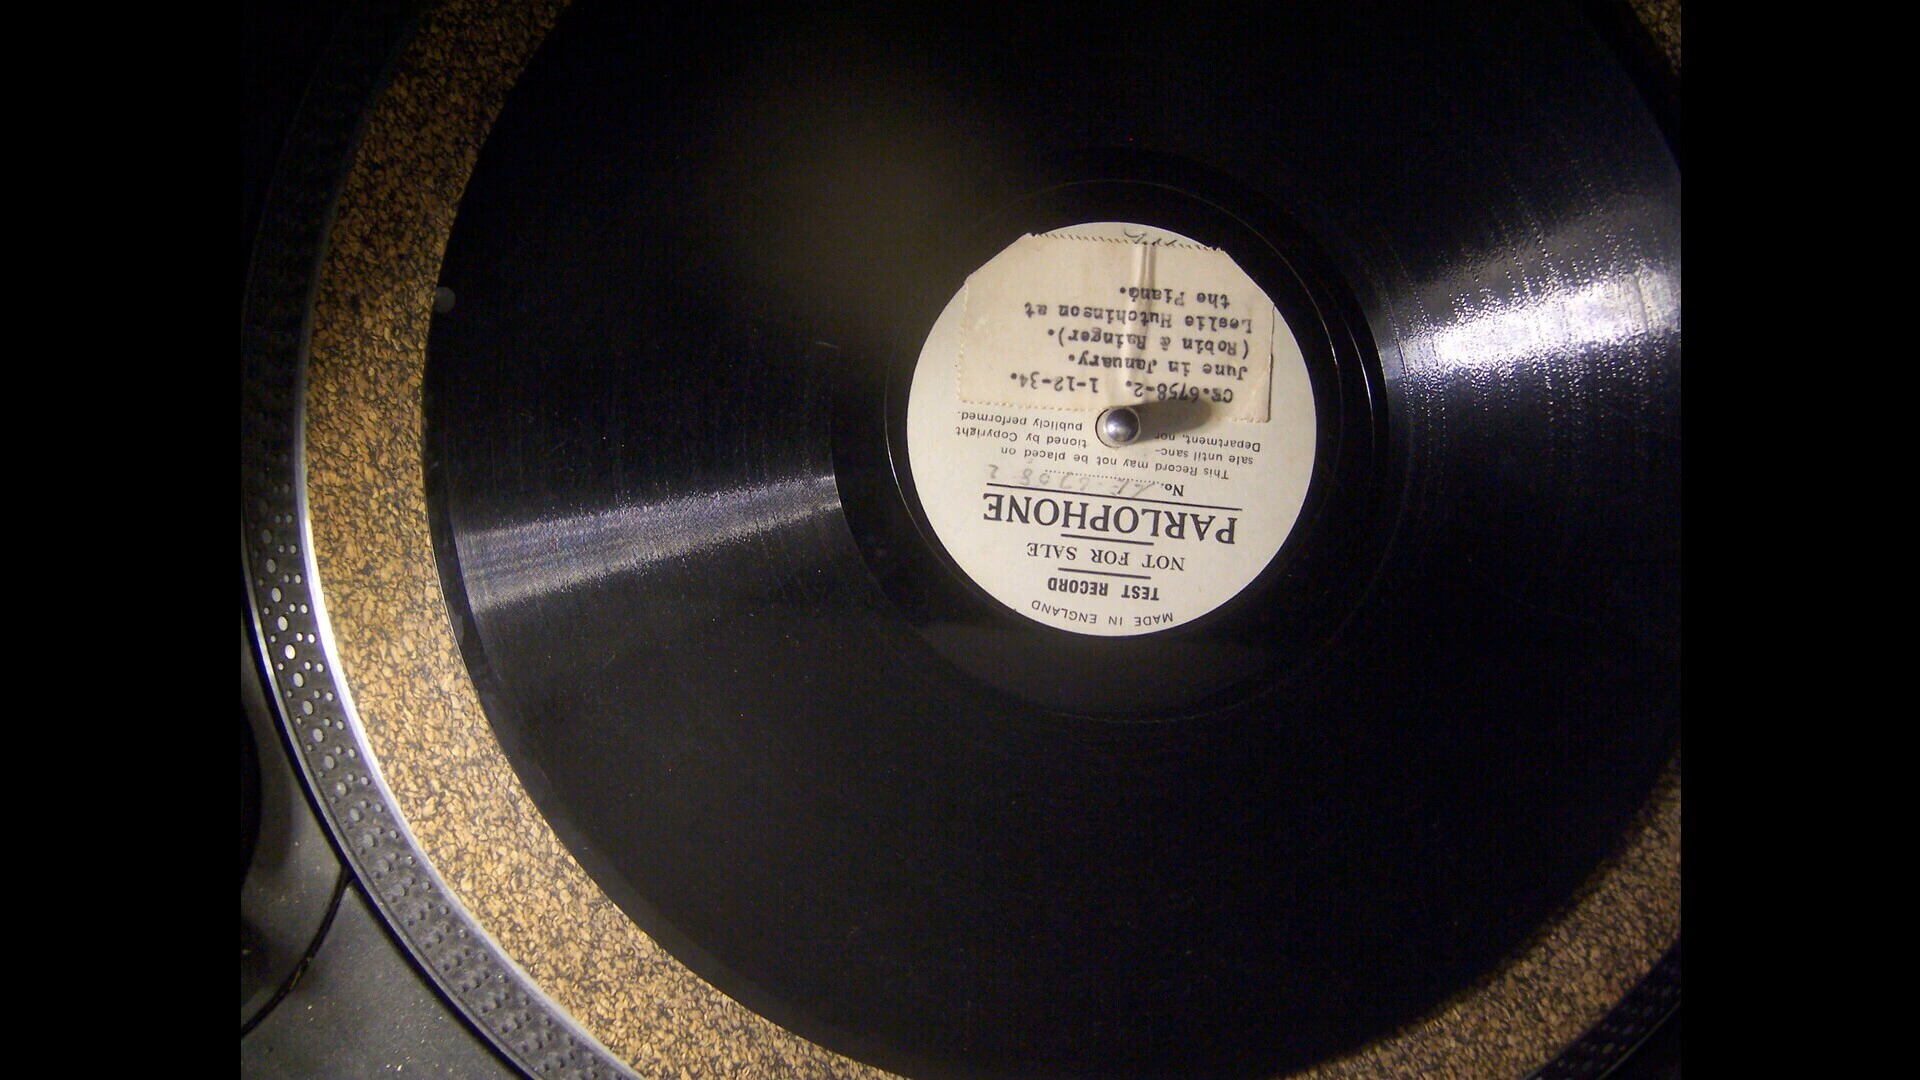 MADE IN ENGLAND
TEST RECORD
NOT FOR SALE
PARLOPHONE
No.
This Record may not be placed on
sale until sanctioned by Copyright
Department, nor publicly performed.
CE.6758-2. 1-12-34.
June in January.
(Robin & Rainger).
Leslie Hutchinson at
the Piano.